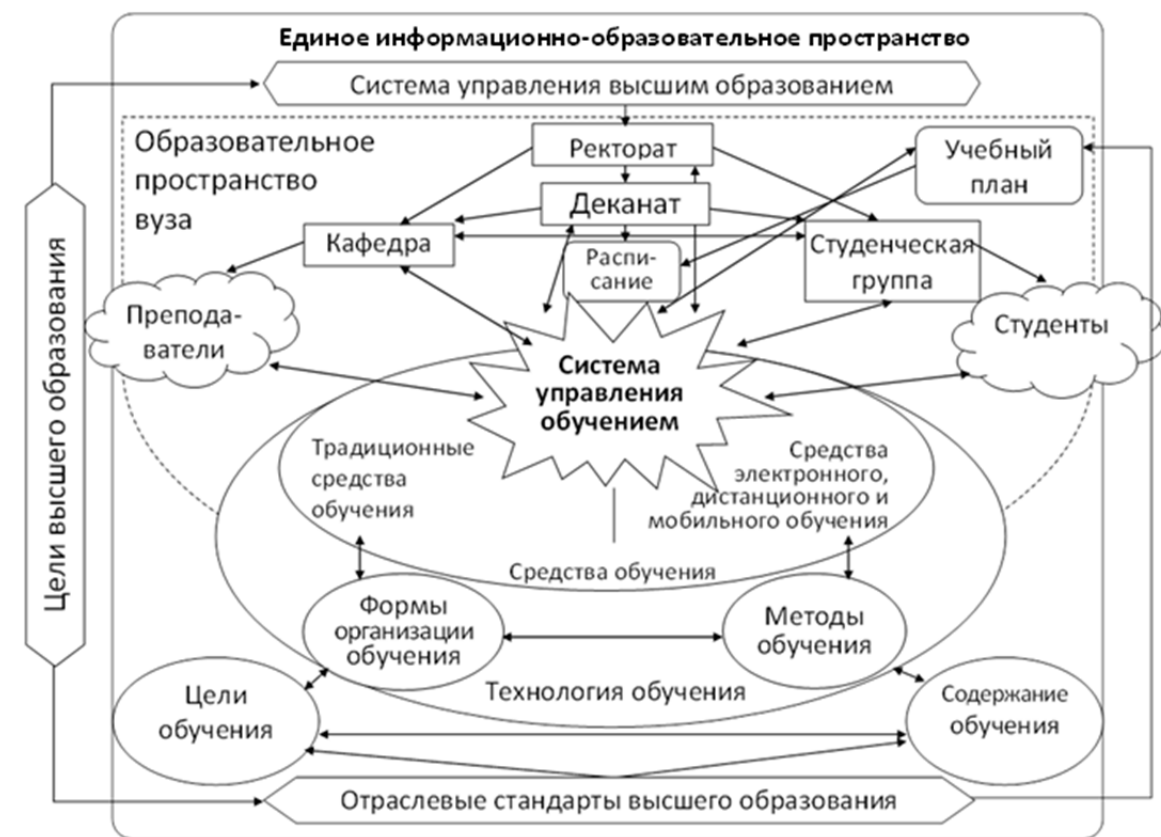 Единое информационно-образовательное пространство
Система управления высшим образованием
Образовательное
пространство
вуза
Ректорат
Учебный
план
Деканат
Кафедра
Распи-
сание
Студенческая
группа
Препода-
ватели
Студенты
Цели высшего образования
Система
управления
обучением
Традиционные
средства
обучения
Средства
электронного,
дистанционного и
мобильного обучения
Средства обучения
Формы
организации
обучения
Методы
обучения
Технология обучения
Цели
обучения
Содержание
обучения
Отраслевые стандарты высшего образования